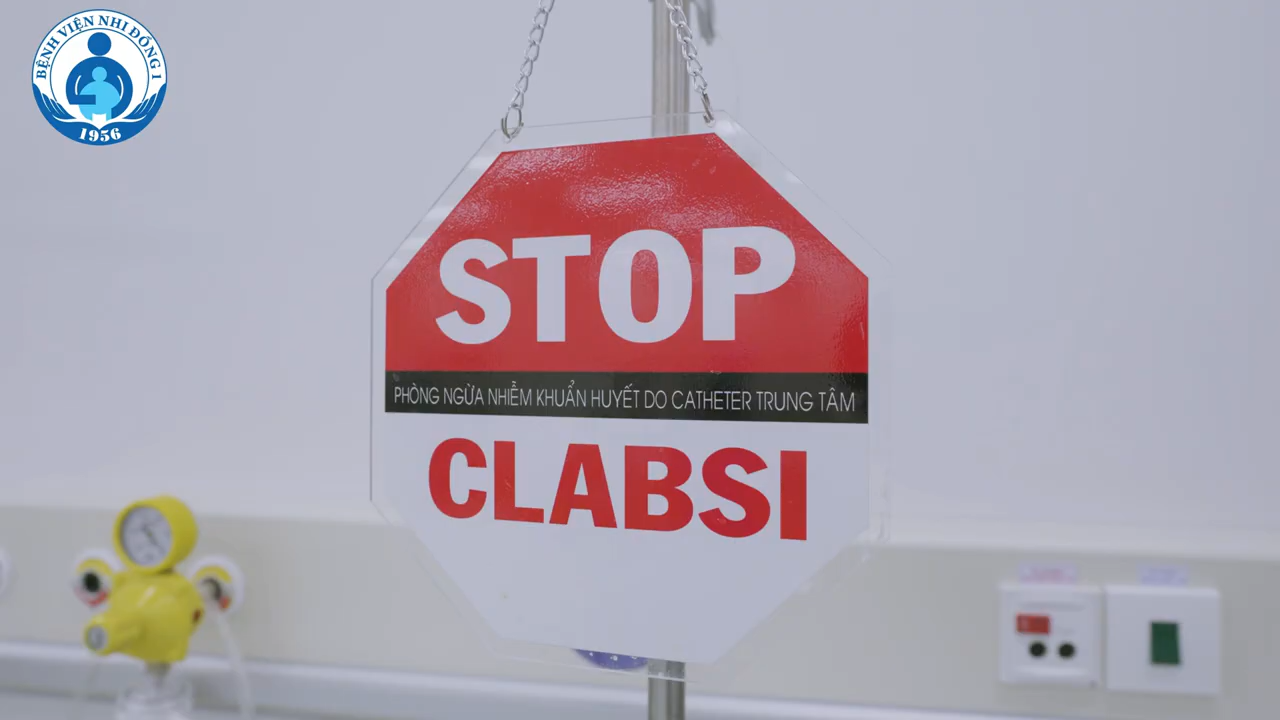 BỆNH VIỆN NHI ĐỒNG 1
1956
STOP
PHÒNG NGỪA NHIỄM KHUẨN HUYẾT DO CATHETER TRUNG TÂM
CLABSI